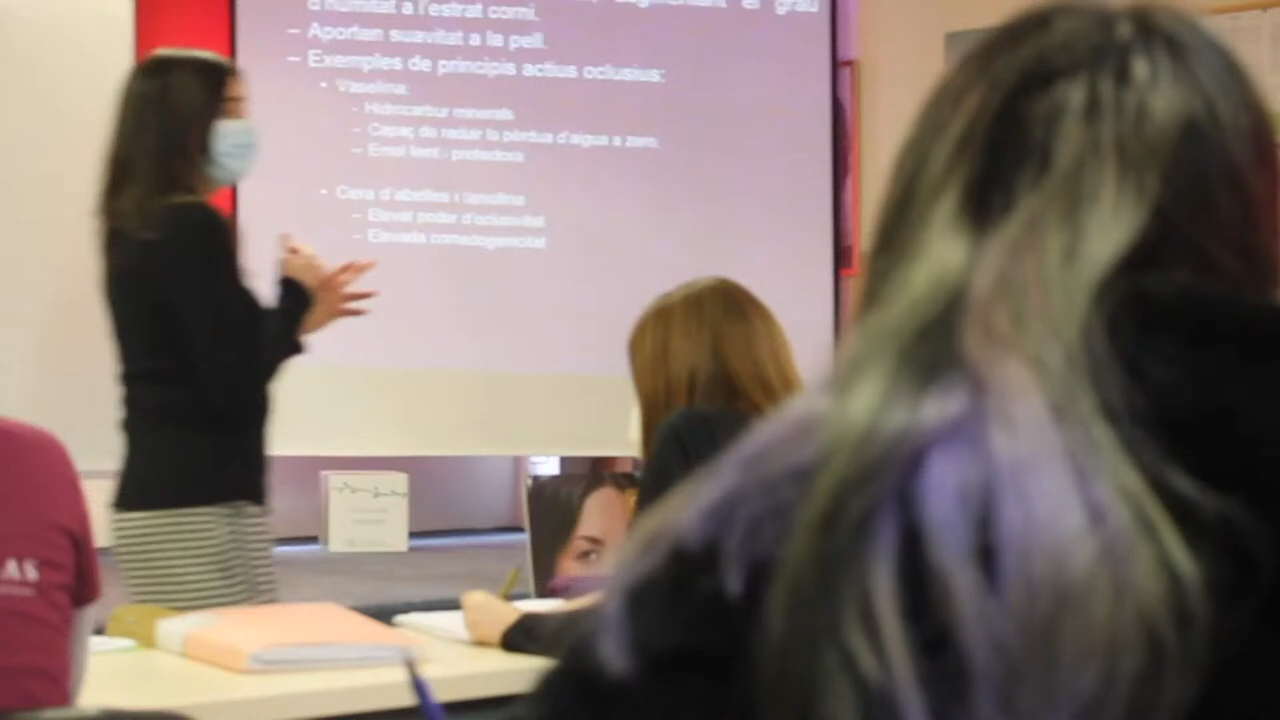 d'humitat a l'estrat corni.
– Aporten suavitat a la pell.
– Exemples de principis actius oclusius:
• Vaselina:
– Hidrocarbur minerals
– Capaç de reduir la pèrdua d'aigua a zero.
– Emol·lient i protectora
• Cera d'abelles i lanolina
– Elevat poder d'oclusivitat
– Elevada comedogenicitat
AS